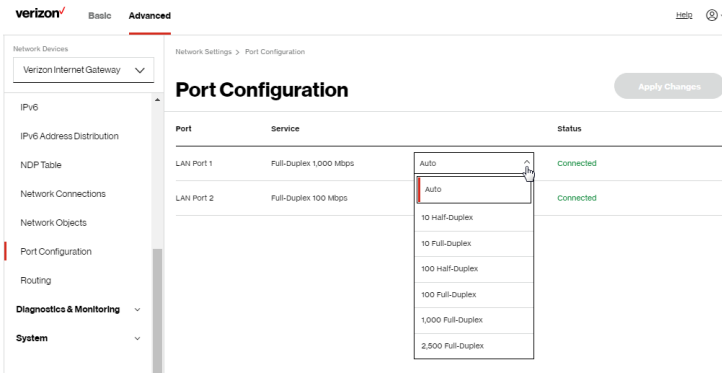 verizon
Basic
Advanced
Help
Network Devices
Verizon Internet Gateway
IPv6
IPv6 Address Distribution
NDP Table
Network Connections
Network Objects
Port Configuration
Routing
Diagnostics & Monitoring
System
Network Settings > Port Configuration
Port Configuration
Apply Changes
Port Service Status
LAN Port 1 Full-Duplex 1,000 Mbps Auto Connected
LAN Port 2 Full-Duplex 100 Mbps Connected
Auto
10 Half-Duplex
10 Full-Duplex
100 Half-Duplex
100 Full-Duplex
1,000 Full-Duplex
2,500 Full-Duplex